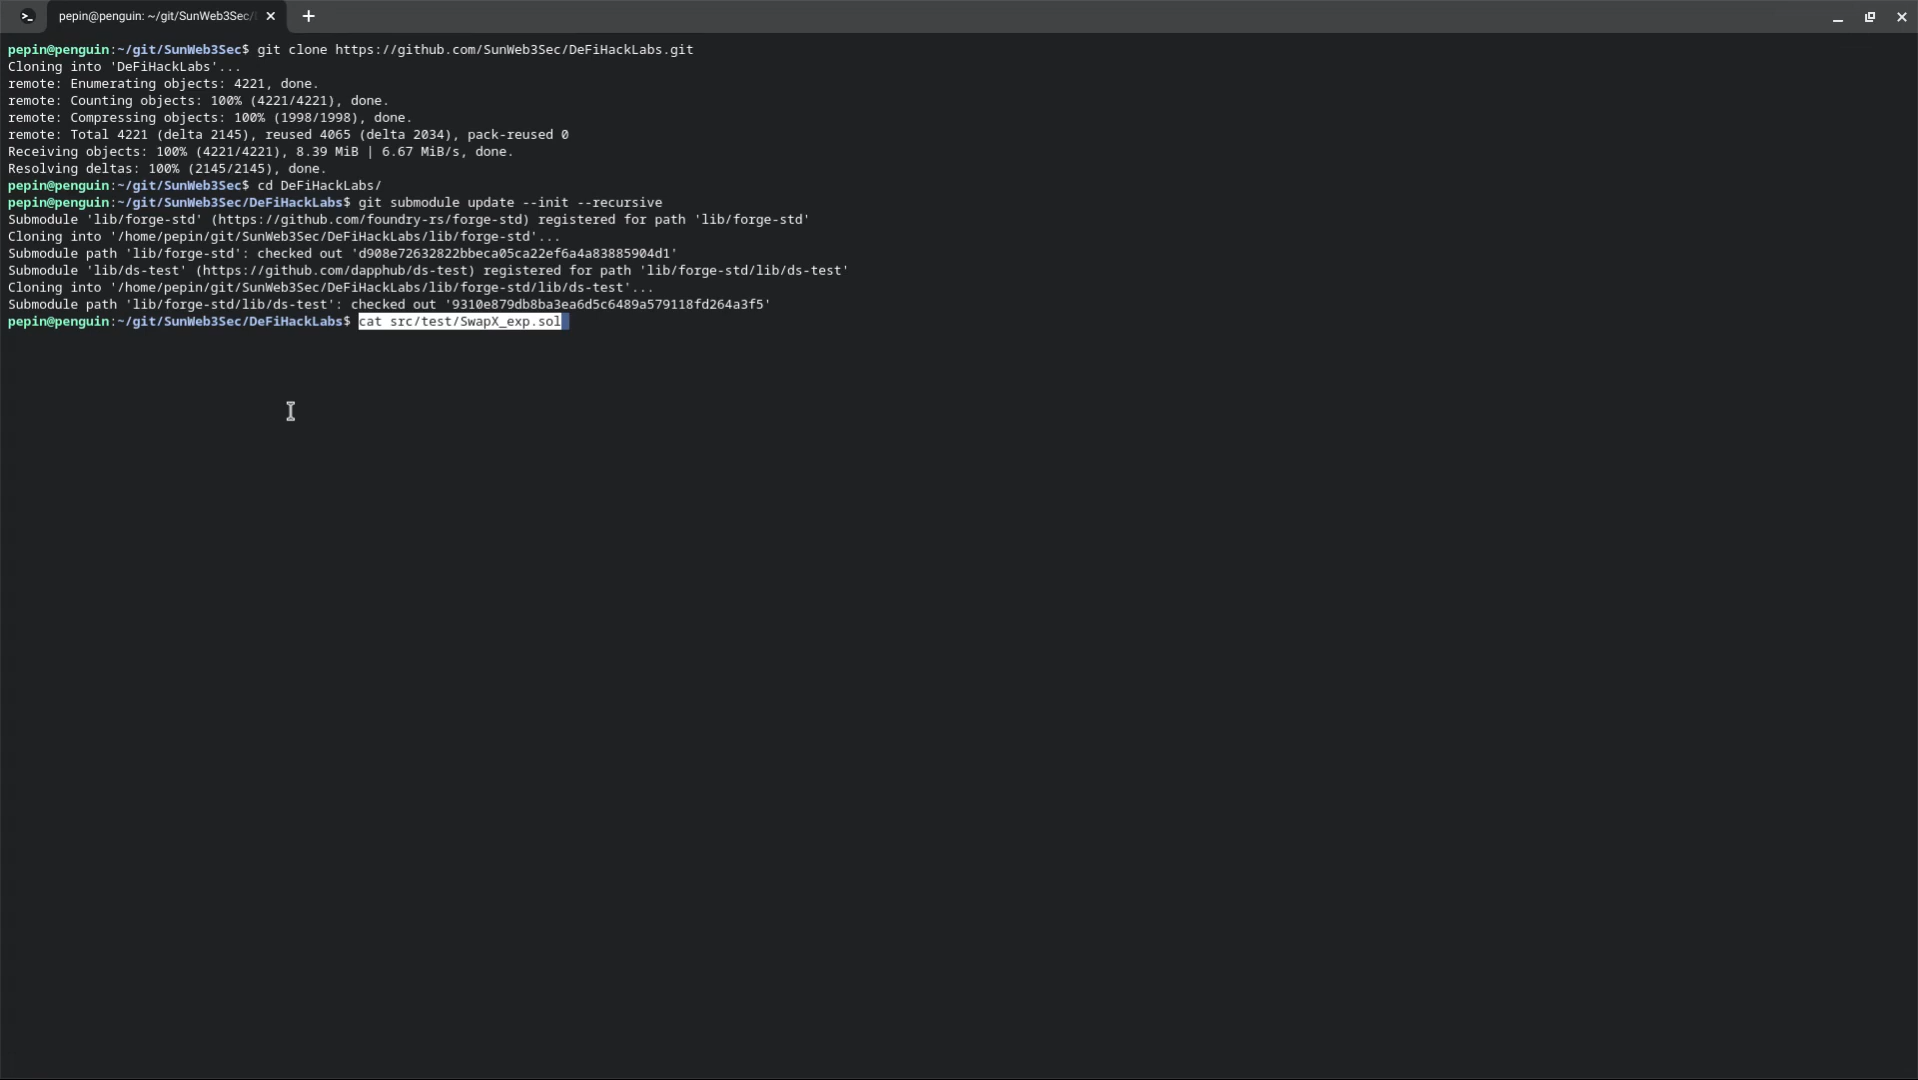 pepin@penguin: ~/git/SunWeb3Sec/
pepin@penguin:~/git/SunWeb3Sec$ git clone https://github.com/SunWeb3Sec/DeFiHackLabs.git
Cloning into 'DeFiHackLabs'...
remote: Enumerating objects: 4221, done.
remote: Counting objects: 100% (4221/4221), done.
remote: Compressing objects: 100% (1998/1998), done.
remote: Total 4221 (delta 2145), reused 4065 (delta 2034), pack-reused 0
Receiving objects: 100% (4221/4221), 8.39 MiB | 6.67 MiB/s, done.
Resolving deltas: 100% (2145/2145), done.
pepin@penguin:~/git/SunWeb3Sec$ cd DeFiHackLabs/
pepin@penguin:~/git/SunWeb3Sec/DeFiHackLabs$ git submodule update --init --recursive
Submodule 'lib/forge-std' (https://github.com/foundry-rs/forge-std) registered for path 'lib/forge-std'
Cloning into '/home/pepin/git/SunWeb3Sec/DeFiHackLabs/lib/forge-std'...
Submodule path 'lib/forge-std': checked out 'd908e72632822bbeca05ca22ef6a4a83885904d1'
Submodule 'lib/ds-test' (https://github.com/dapphub/ds-test) registered for path 'lib/forge-std/lib/ds-test'
Cloning into '/home/pepin/git/SunWeb3Sec/DeFiHackLabs/lib/forge-std/lib/ds-test'...
Submodule path 'lib/forge-std/lib/ds-test': checked out '9310e879db8ba3ea6d5c6489a579118fd264a3f5'
pepin@penguin:~/git/SunWeb3Sec/DeFiHackLabs$ cat src/test/SwapX_exp.sol